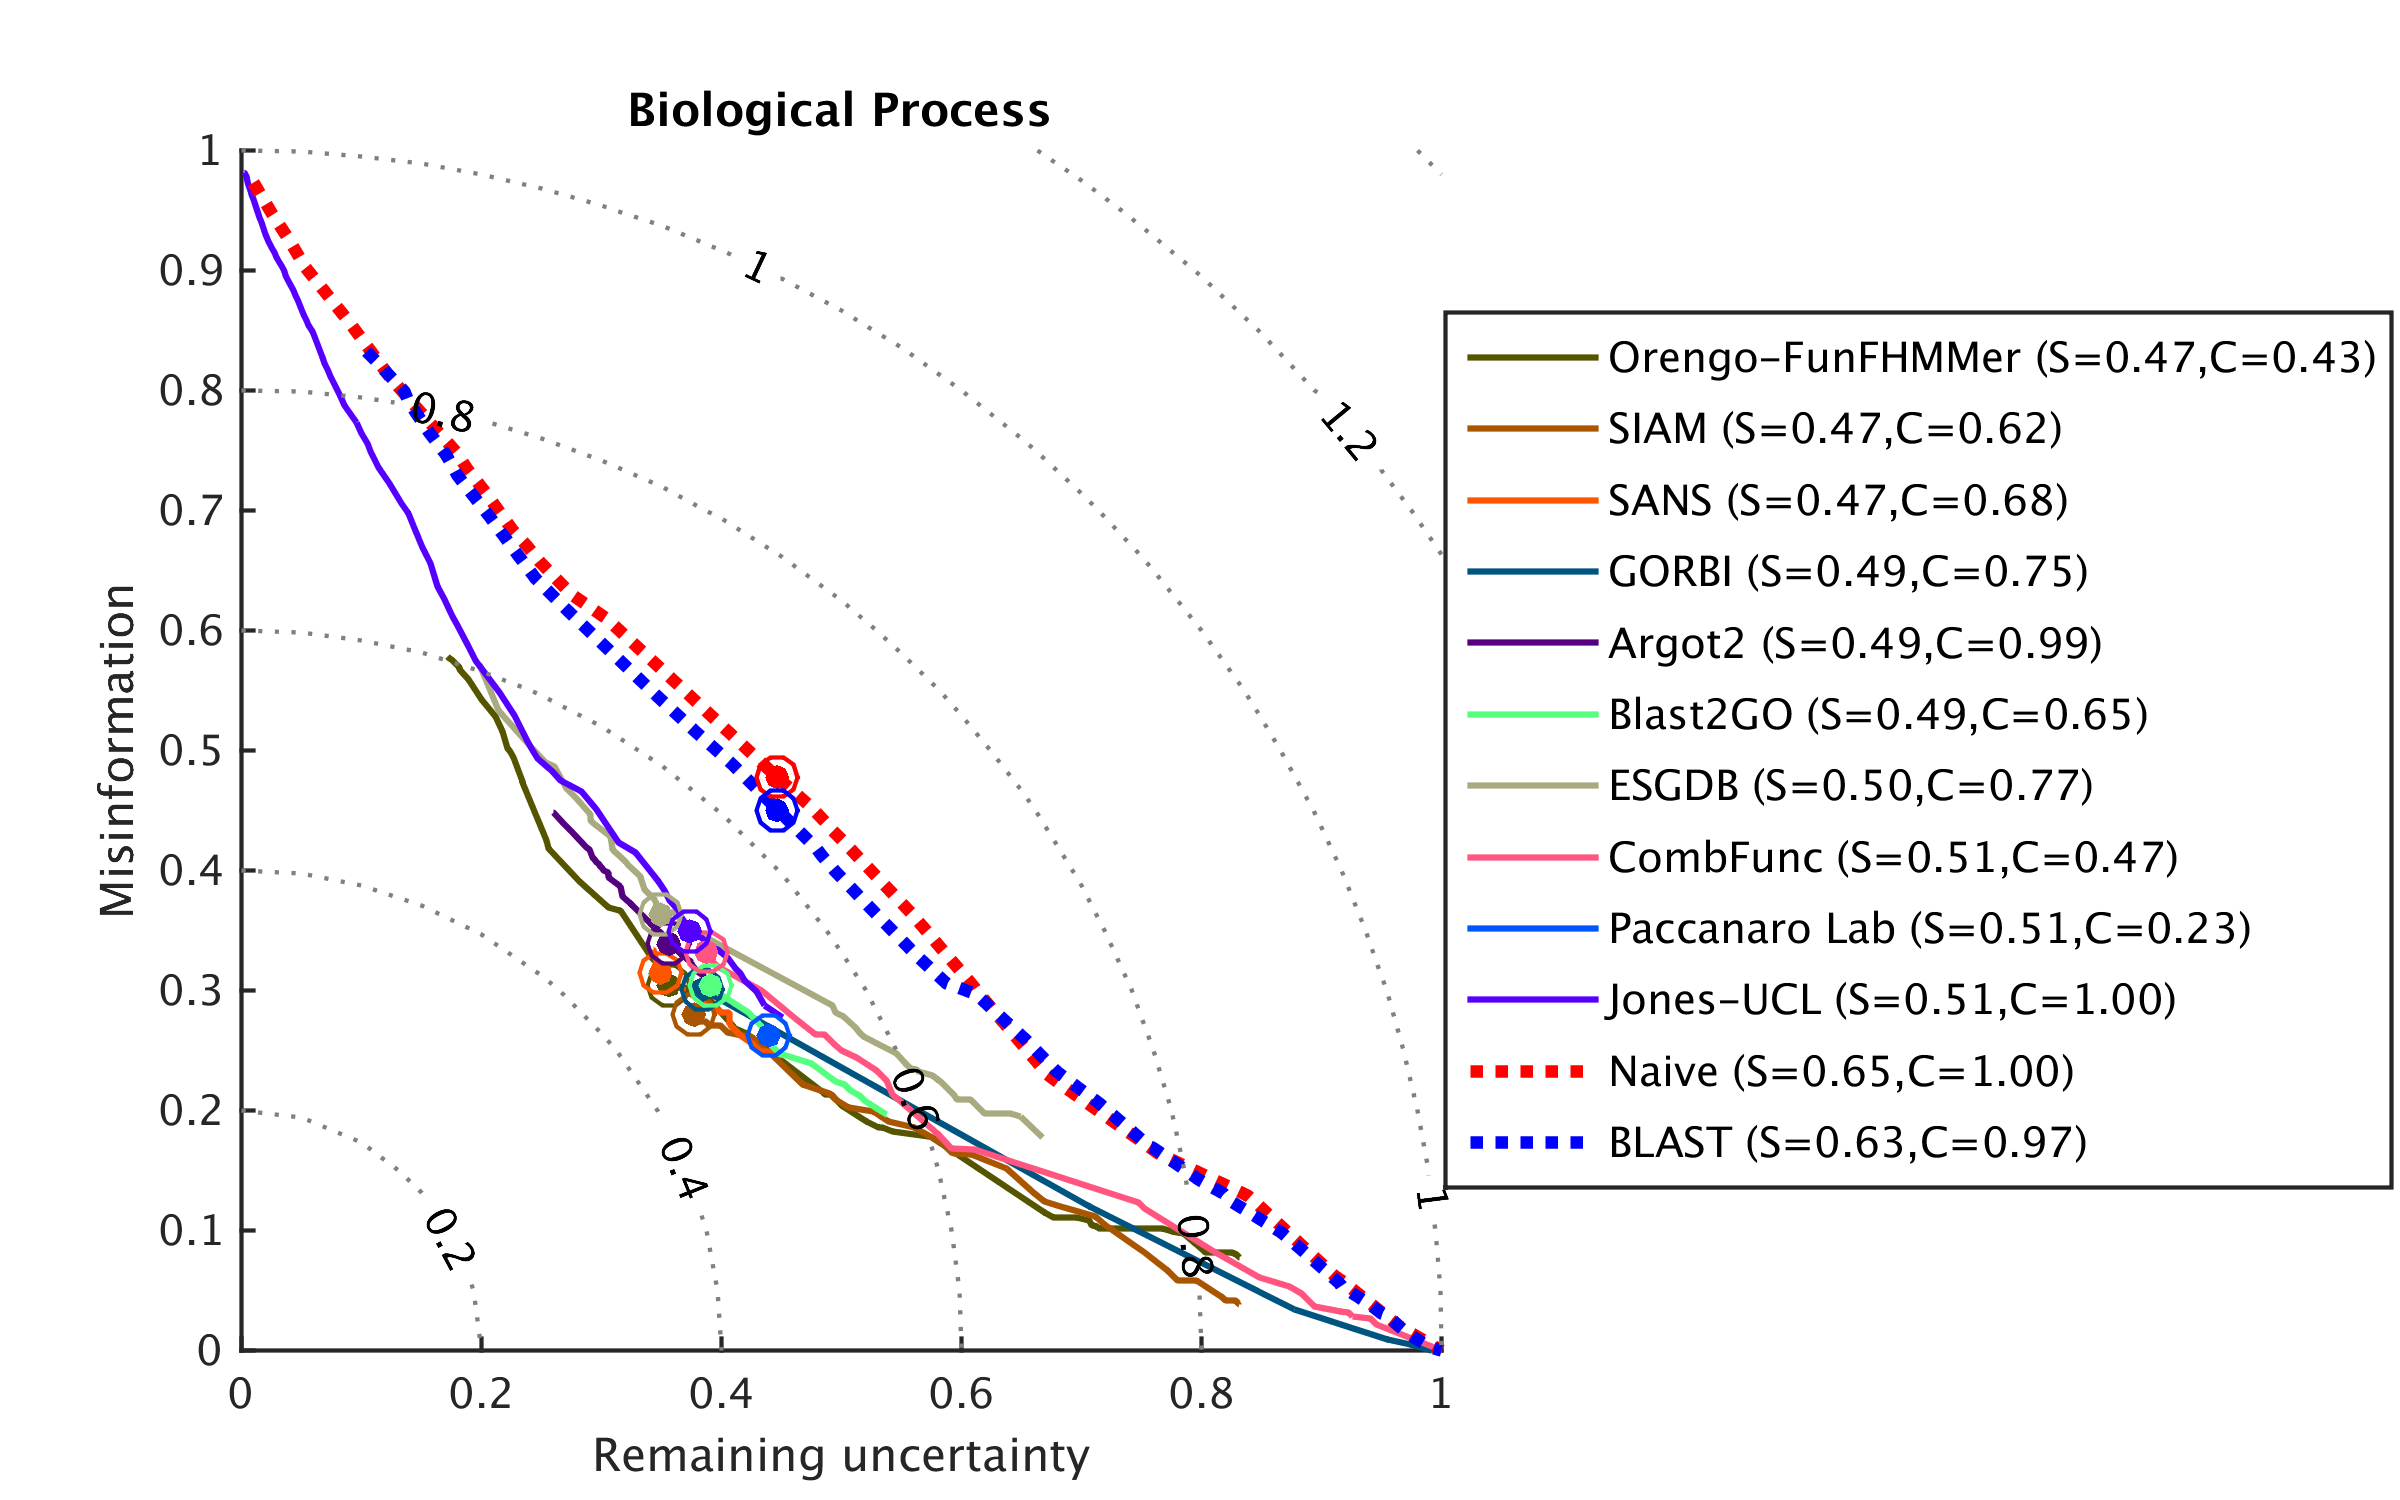 Biological Process
1
0.9
0.8
0.7
0.6
0.5
0.4
0.3
0.2
0.1
0
Misinformation
0
0.2
0.4
0.6
0.8
1
Remaining uncertainty
1
1.2
0.8
0.6
0.4
0.2
0.8
1
Orengo-FunFHMMer (S=0.47,C=0.43)
SIAM (S=0.47,C=0.62)
SANS (S=0.47,C=0.68)
GORBI (S=0.49,C=0.75)
Argot2 (S=0.49,C=0.99)
Blast2GO (S=0.49,C=0.65)
ESGDB (S=0.50,C=0.77)
CombFunc (S=0.51,C=0.47)
Paccanaro Lab (S=0.51,C=0.23)
Jones-UCL (S=0.51,C=1.00)
Naive (S=0.65,C=1.00)
BLAST (S=0.63,C=0.97)